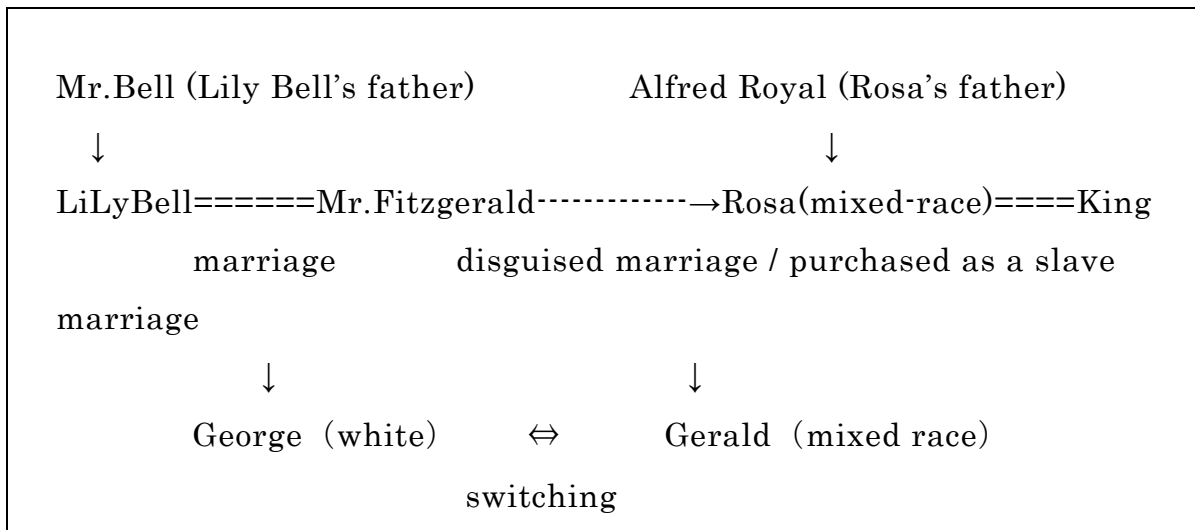 Mr.Bell (Lily Bell’s father) Alfred Royal (Rosa’s father)
↓ ↓
LiLyBell======Mr.Fitzgerald-------------→Rosa(mixed-race)====King
marriage disguised marriage / purchased as a slave
marriage
↓ ↓
George（white） ⇔ Gerald（mixed race）
switching